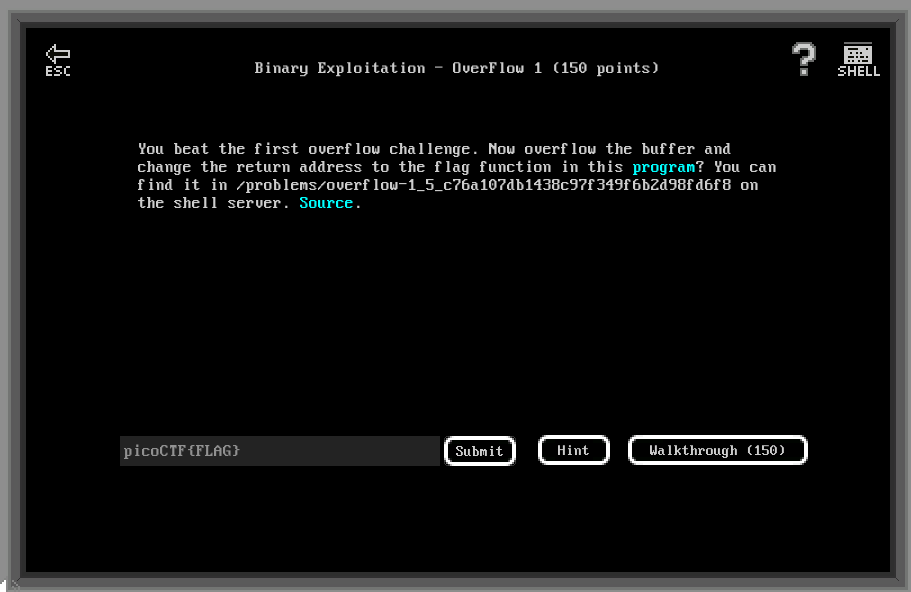 ESC
Binary Exploitation - OverFlow 1 (150 points)
?
SHELL
You beat the first overflow challenge. Now overflow the buffer and
change the return address to the flag function in this program? You can
find it in /problems/overflow-1_5_c76a107db1438c97f349f6b2d98fd6f8 on
the shell server. Source.
picoCTF{FLAG}
Submit
Hint
Walkthrough (150)